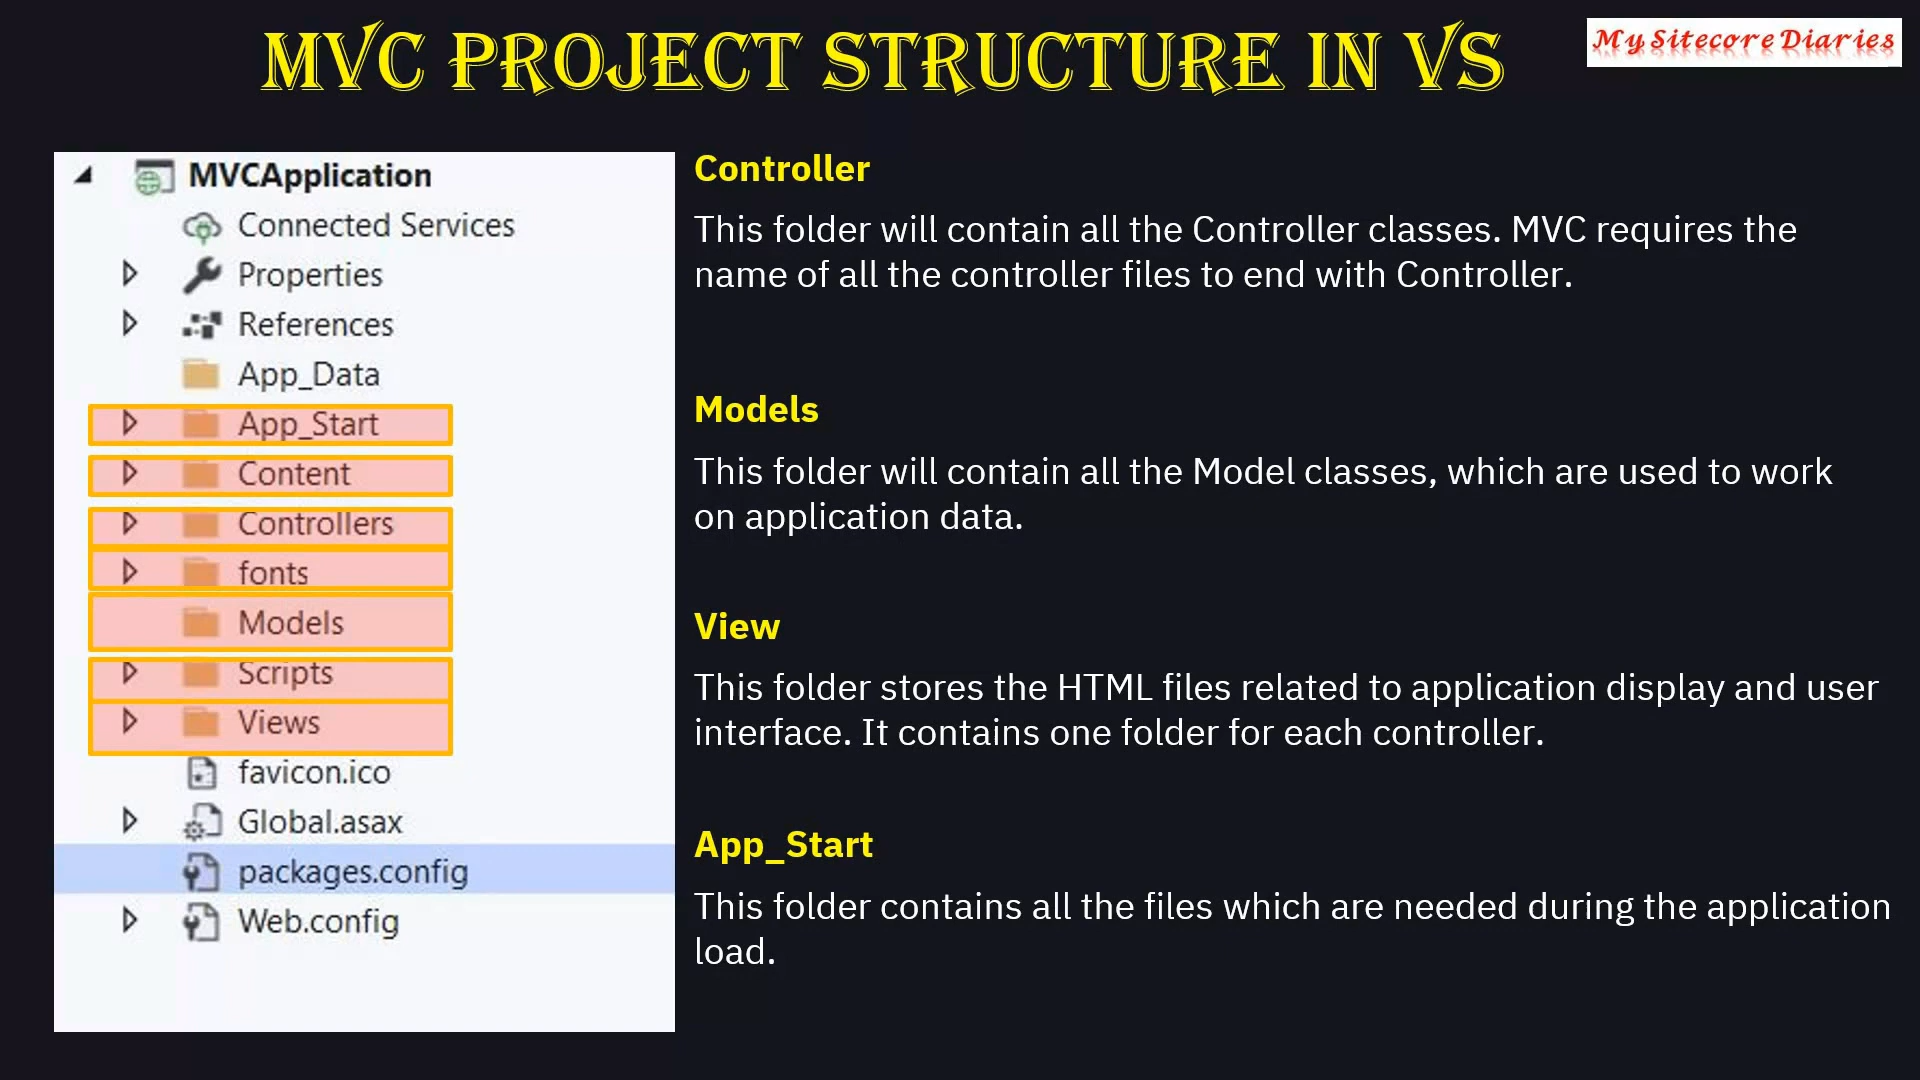 MVC PROJECT STRUCTURE IN VS
My Sitecore Diaries
MVCApplication
Connected Services
Properties
References
App_Data
App_Start
Content
Controllers
fonts
Models
Scripts
Views
favicon.ico
Global.asax
packages.config
Web.config
Controller
This folder will contain all the Controller classes. MVC requires the
name of all the controller files to end with Controller.
Models
This folder will contain all the Model classes, which are used to work
on application data.
View
This folder stores the HTML files related to application display and user
interface. It contains one folder for each controller.
App_Start
This folder contains all the files which are needed during the application
load.